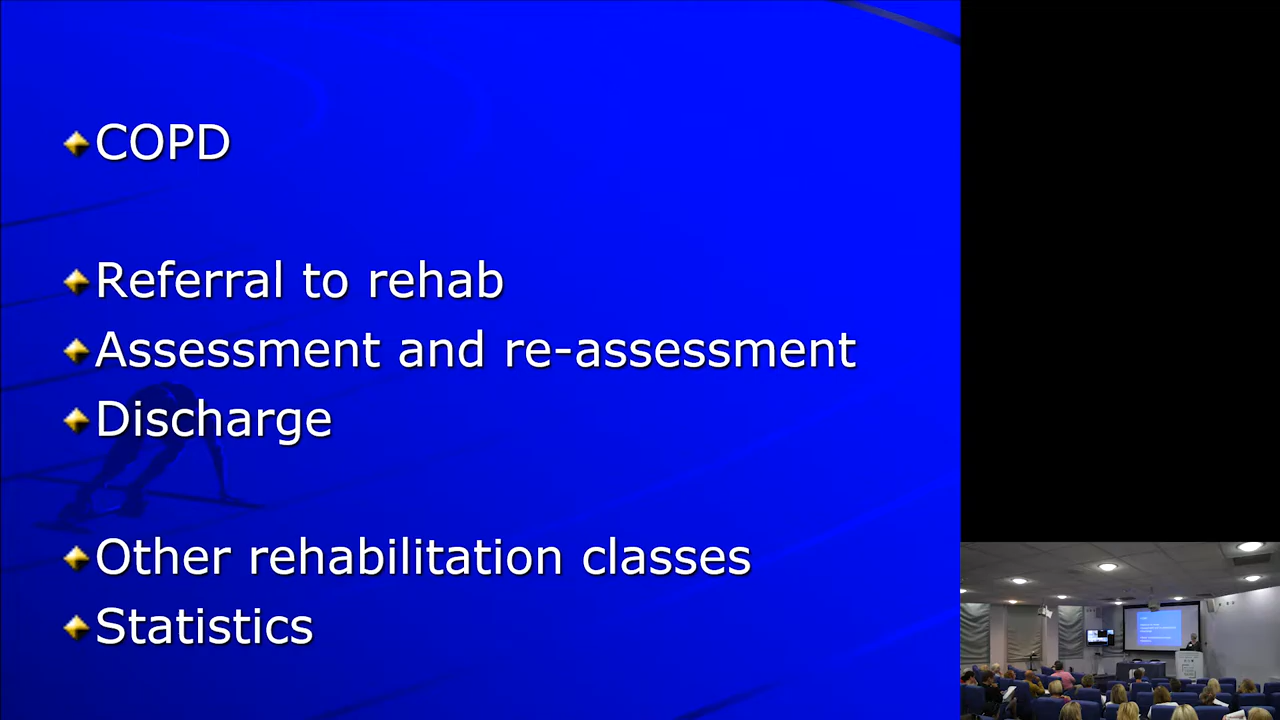 COPD
Referral to rehab
Assessment and re-assessment
Discharge
Other rehabilitation classes
Statistics